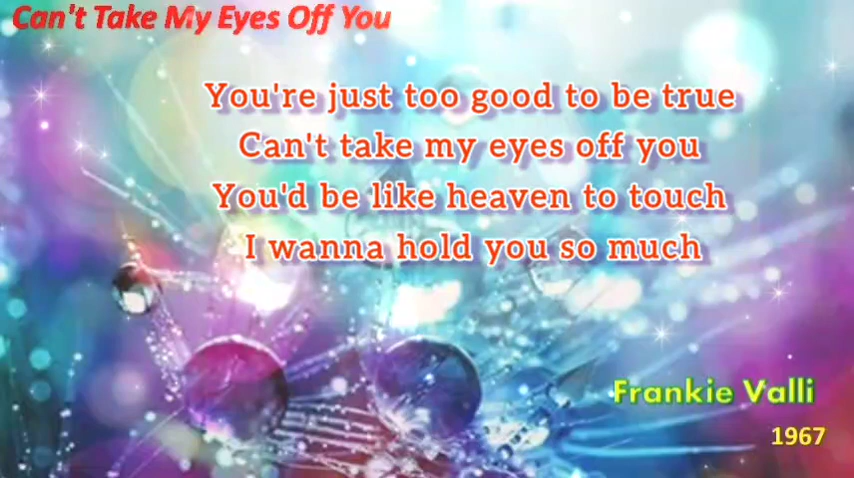 Can't Take My Eyes Off You
You're just too good to be true
Can't take my eyes off you
You'd be like heaven to touch
I wanna hold you so much
Frankie Valli
1967